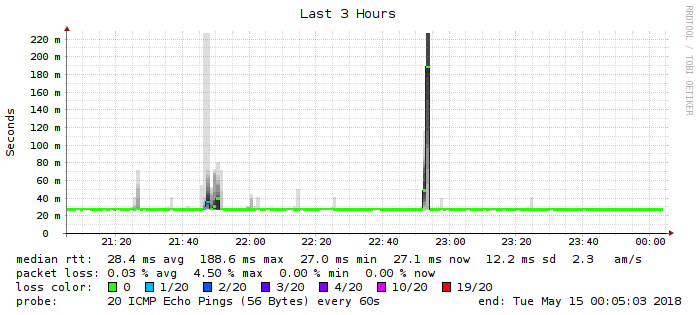 Last 3 Hours
RRDTOOL / TOBI OETIKER
Seconds
220 m
200 m
180 m
160 m
140 m
120 m
100 m
80 m
60 m
40 m
20 m
0
21:20 21:40 22:00 22:20 22:40 23:00 23:20 23:40 00:00
median rtt: 28.4 ms avg 188.6 ms max 27.0 ms min 27.1 ms now 12.2 ms sd 2.3 am/s
packet loss: 0.03 % avg 4.50 % max 0.00 % min 0.00 % now
loss color: 0 1/20 2/20 3/20 4/20 10/20 19/20
probe: 20 ICMP Echo Pings (56 Bytes) every 60s end: Tue May 15 00:05:03 2018